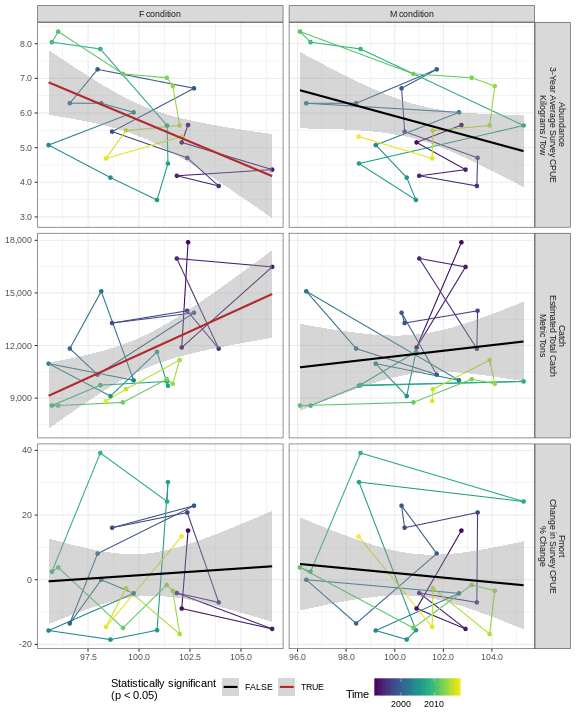 F condition
M condition
8.0
7.0
6.0
5.0
4.0
3.0
Abundance
3-Year Average Survey CPUE
Kilograms / Tow
18,000
15,000
12,000
9,000
Catch
Estimated Total Catch
Metric Tons
40
20
0
-20
Fmort
Change in Survey CPUE
% Change
97.5 100.0 102.5 105.0
96.0 98.0 100.0 102.0 104.0
Statistically significant
(p < 0.05)
FALSE
TRUE
Time
2000 2010